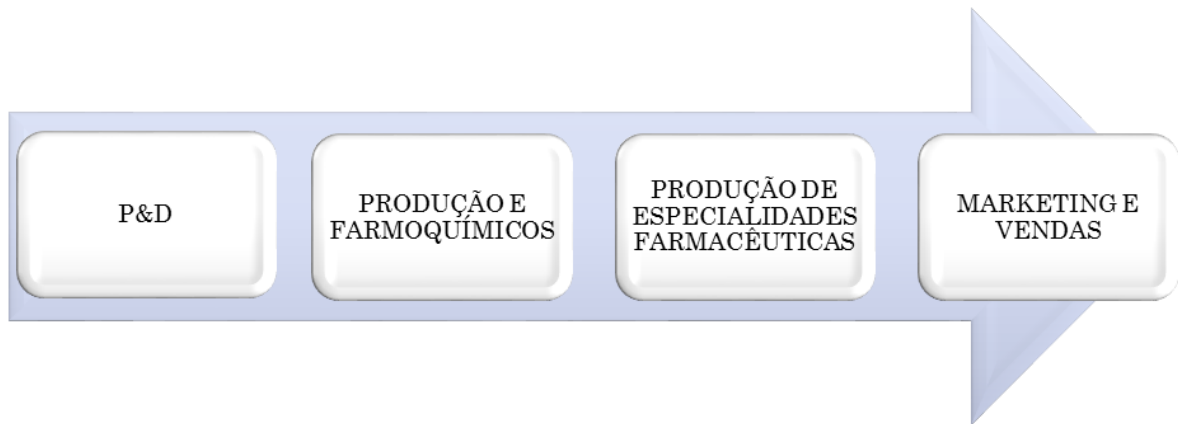 P&D
PRODUÇÃO E
FARMOQUÍMICOS
PRODUÇÃO DE
ESPECIALIDADES
FARMACÊUTICAS
MARKETING E
VENDAS